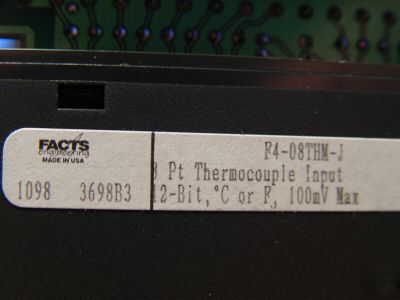 FACTS
engineering
MADE IN USA
1098 3698B3
F4-08THM-J
8 Pt Thermocouple Input
12-Bit,°C or F, 100mV Max